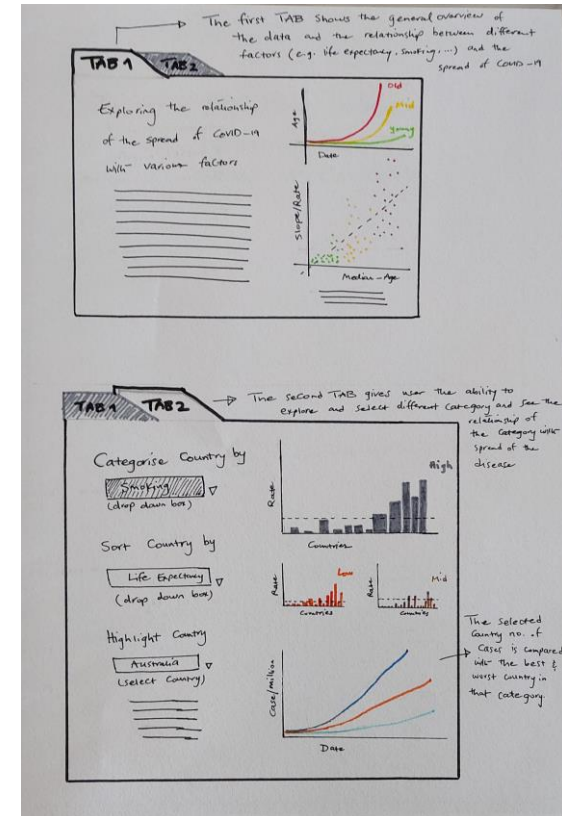 The first TAB shows the general overview of
the data and the relationship between different
factors (e.g. life expectancy, smoking, ...) and the
spread of COVID-19
TAB 1
TAB 2
Exploring the relationship
of the spread of COVID-19
with various factors
Age
Old
Mid
Young
Date
Slope/Rate
Median-Age
TAB 1
TAB 2
The second TAB gives user the ability to
explore and select different category and see the
relationship of
the category with
spread of the
disease
Categorise Country by
Smoking
(drop down box)
Sort Country by
Life Expectancy
(drop down box)
Highlight Country
Australia
(select Country)
Rate
High
Countries
Rate
Low
Countries
Rate
Mid
Countries
Case/Million
Date
The selected
Country no. of
Cases is compared
with the best &
worst country in
that category.